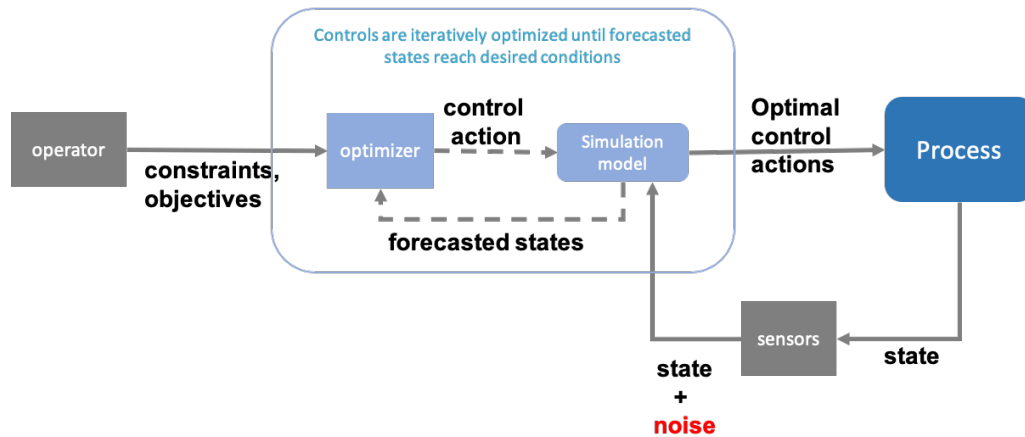 Controls are iteratively optimized until forecasted
states reach desired conditions
operator
constraints,
objectives
optimizer
control
action
Simulation
model
forecasted states
Optimal
control
actions
Process
state
sensors
state
+
noise